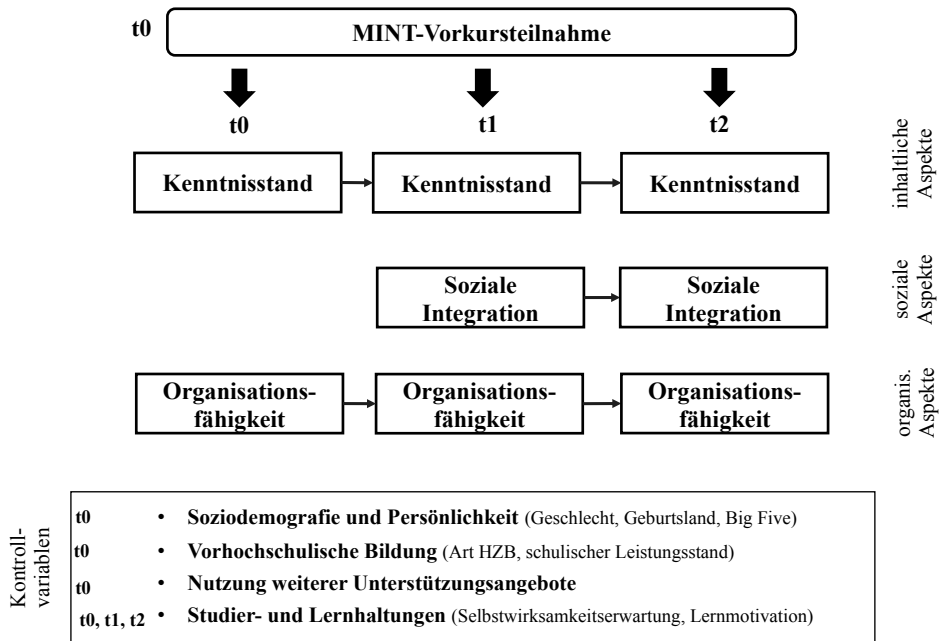 t0 MINT-Vorkursteilnahme
t0 t1 t2
Kenntnisstand Kenntnisstand Kenntnisstand
inhaltliche
Aspekte
Soziale Soziale
Integration Integration
soziale
Aspekte
Organisations- Organisations- Organisations-
fähigkeit fähigkeit fähigkeit
organis.
Aspekte
Kontroll-
variablen
t0 • Soziodemografie und Persönlichkeit (Geschlecht, Geburtsland, Big Five)
t0 • Vorhochschulische Bildung (Art HZB, schulischer Leistungsstand)
t0 • Nutzung weiterer Unterstützungsangebote
t0, t1, t2 • Studier- und Lernhaltungen (Selbstwirksamkeitserwartung, Lernmotivation)